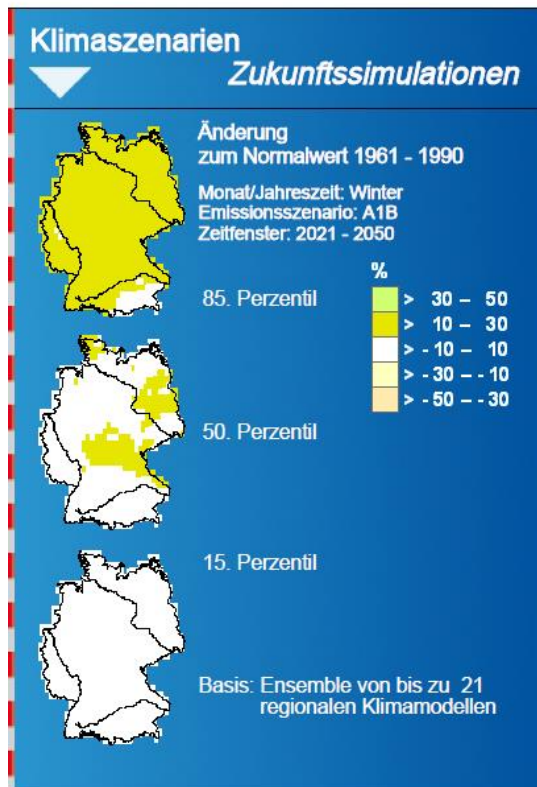 Klimaszenarien
Zukunftssimulationen
Änderung
zum Normalwert 1961 - 1990
Monat/Jahreszeit: Winter
Emissionsszenario: A1B
Zeitfenster: 2021 - 2050
85. Perzentil
%
> 30 – 50
> 10 – 30
> - 10 – 10
> - 30 – - 10
> - 50 – - 30
50. Perzentil
15. Perzentil
Basis: Ensemble von bis zu 21
regionalen Klimamodellen